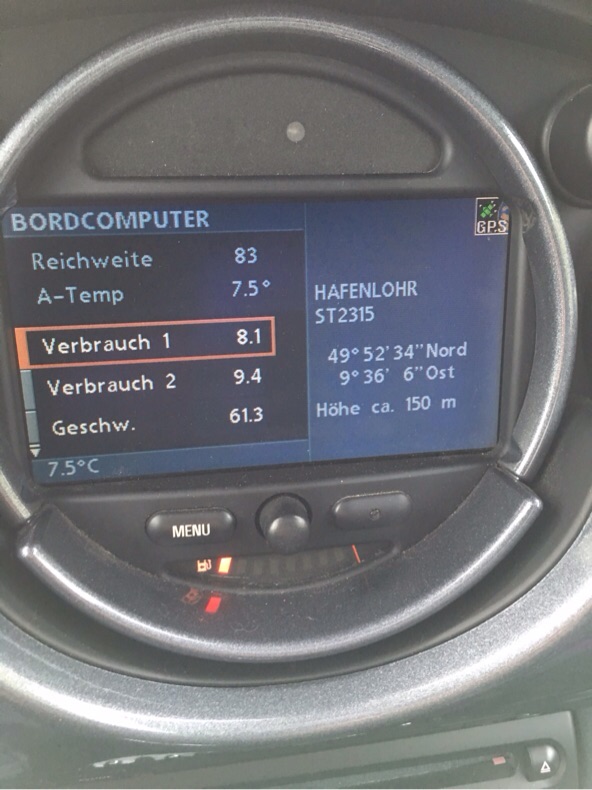 BORDCOMPUTER
GPS
Reichweite 83
A-Temp 7.5°
Verbrauch 1 8.1
Verbrauch 2 9.4
Geschw. 61.3
7.5°C
HAFENLOHR
ST2315
49°52'34"Nord
9°36' 6"Ost
Höhe ca. 150 m
MENU